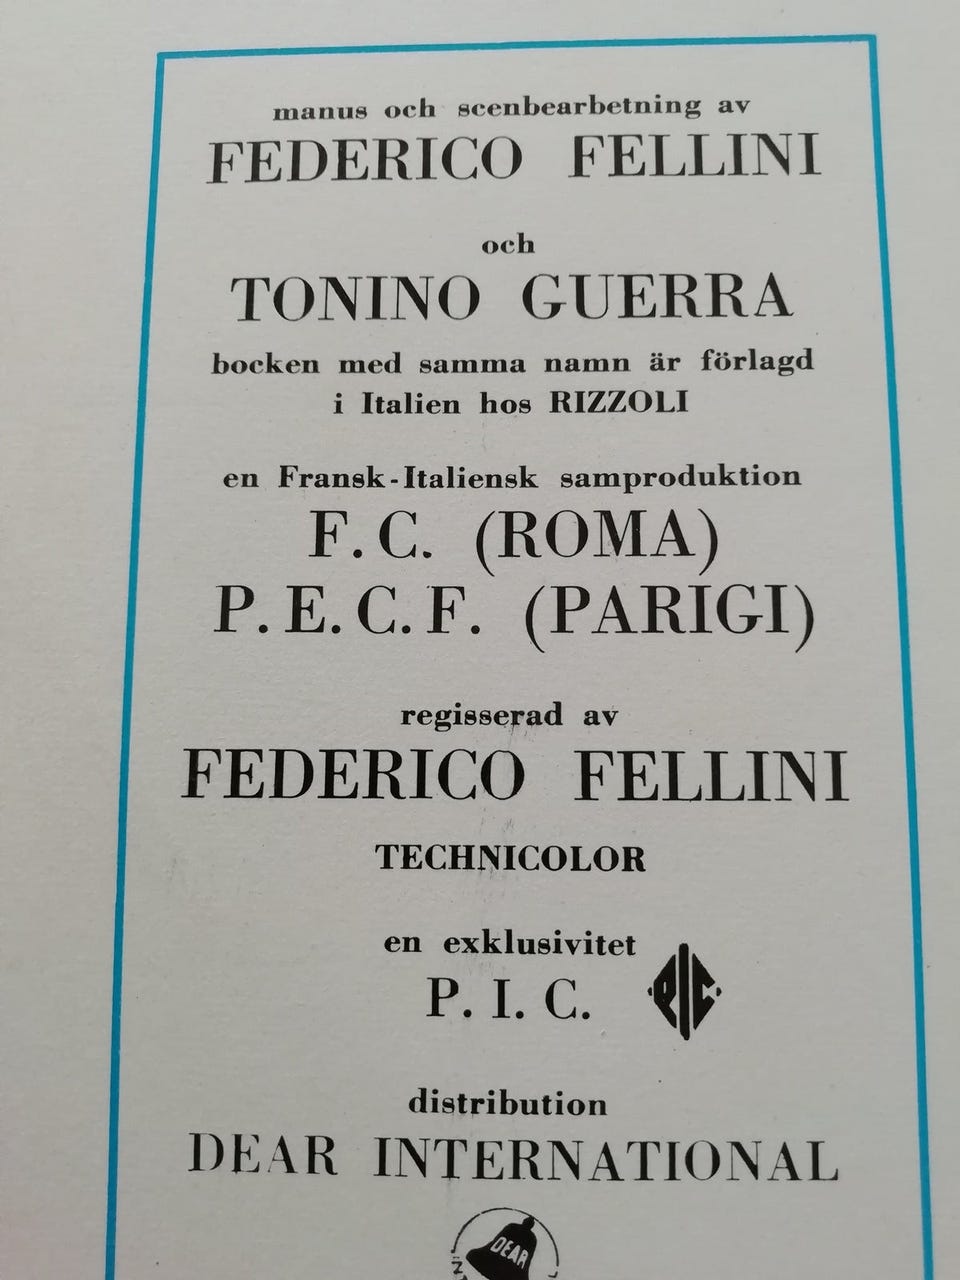 manus och scenbearbetning av
FEDERICO FELLINI
och
TONINO GUERRA
bocken med samma namn är förlagd
i Italien hos RIZZOLI
en Fransk-Italiensk samproduktion
F. C. (ROMA)
P. E. C. F. (PARIGI)
regisserad av
FEDERICO FELLINI
TECHNICOLOR
en exklusivitet
P. I. C.
PIC
distribution
DEAR INTERNATIONAL
DEAR